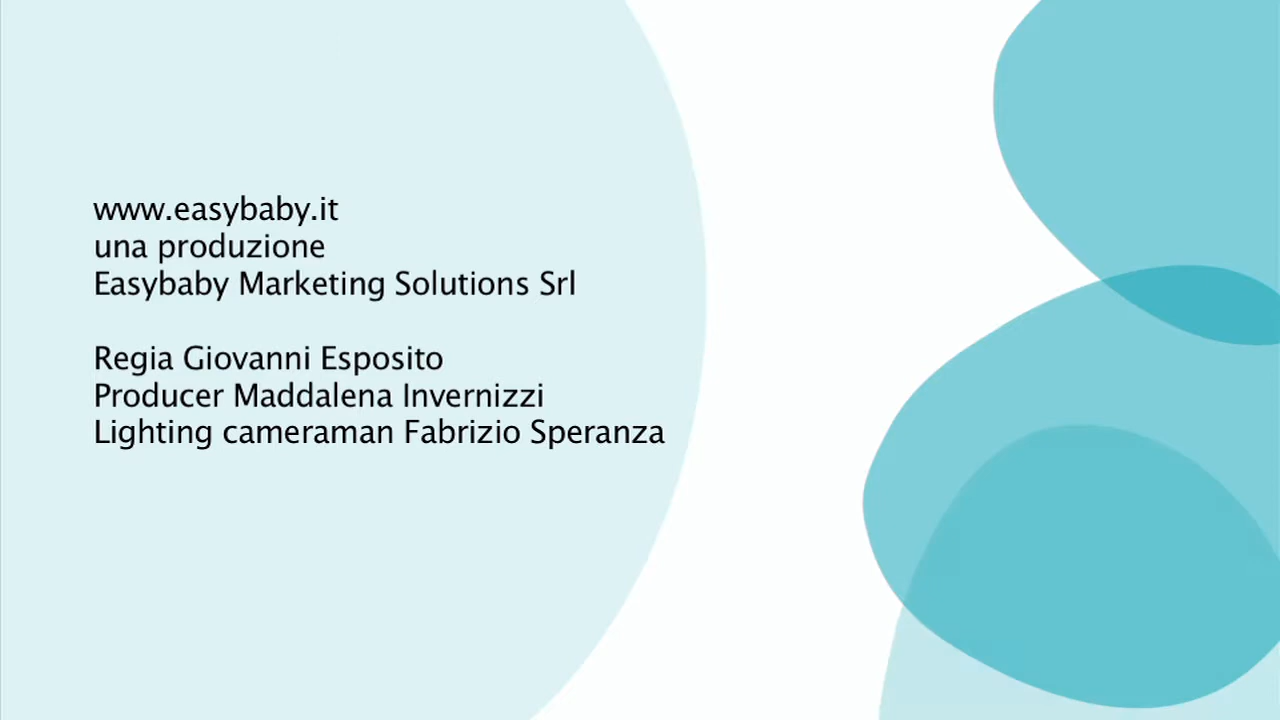 www.easybaby.it
una produzione
Easybaby Marketing Solutions Srl
Regia Giovanni Esposito
Producer Maddalena Invernizzi
Lighting cameraman Fabrizio Speranza